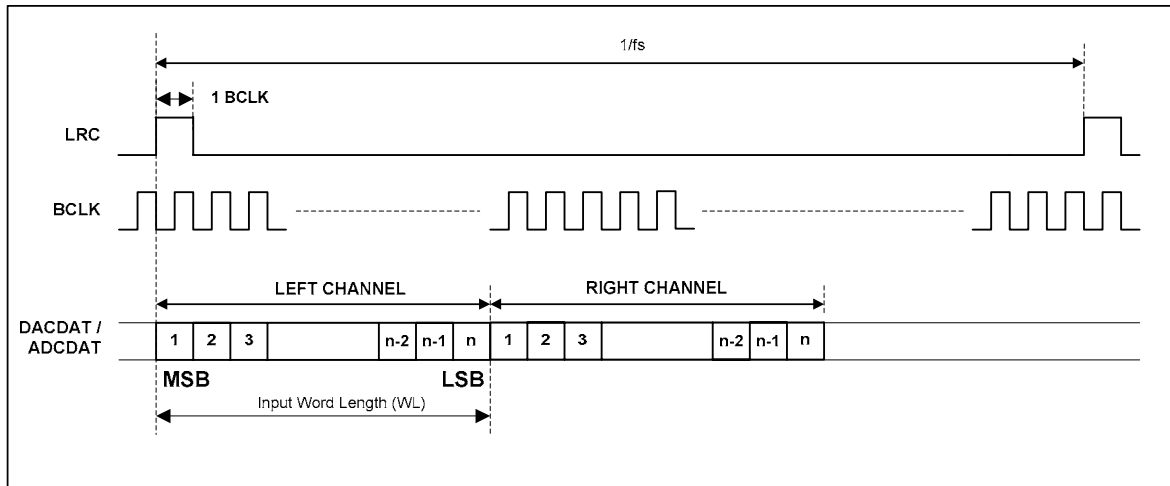 1/fs
1 BCLK
LRC
BCLK
LEFT CHANNEL RIGHT CHANNEL
DACDAT /
ADCDAT
1 2 3 n-2 n-1 n 1 2 3 n-2 n-1 n
MSB LSB
Input Word Length (WL)